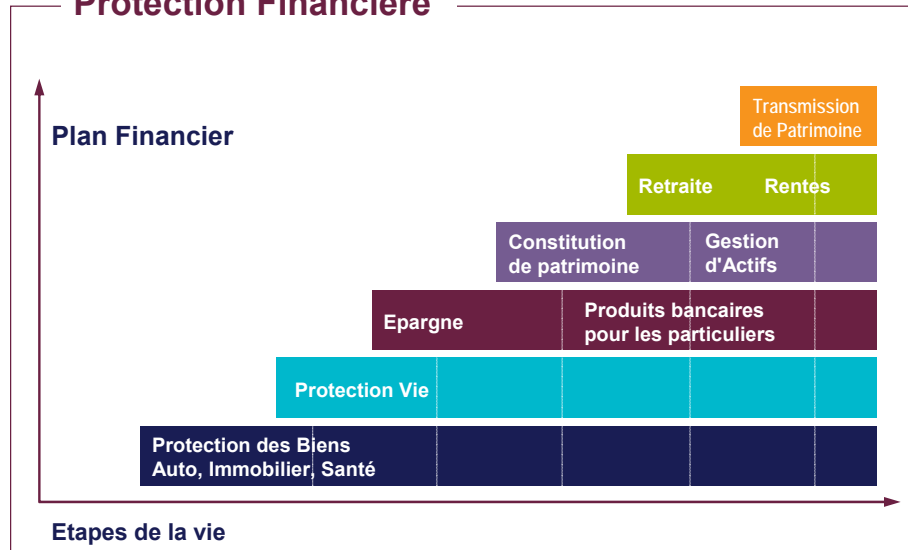 Protection Financière
Plan Financier
Transmission
de Patrimoine
Retraite Rentes
Constitution
de patrimoine
Gestion
d'Actifs
Epargne
Produits bancaires
pour les particuliers
Protection Vie
Protection des Biens
Auto, Immobilier, Santé
Etapes de la vie